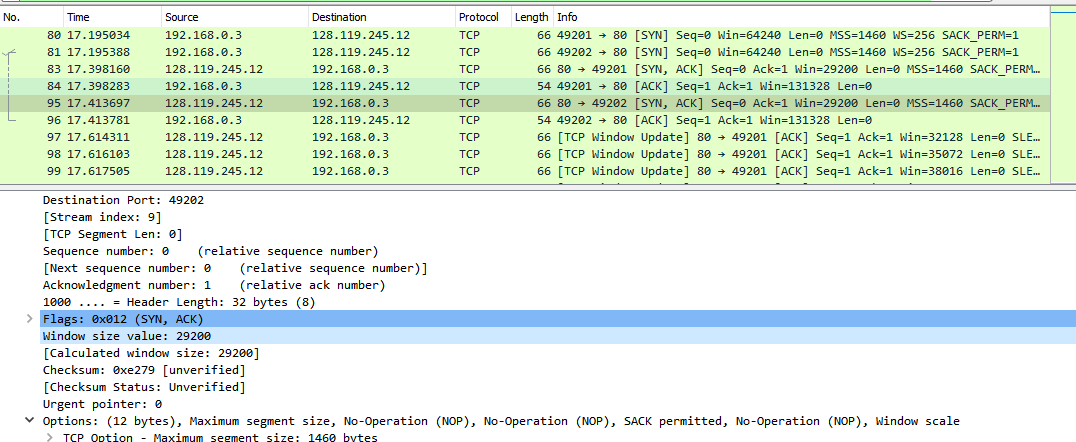 No. Time Source Destination Protocol Length Info
80 17.195034 192.168.0.3 128.119.245.12 TCP 66 49201 → 80 [SYN] Seq=0 Win=64240 Len=0 MSS=1460 WS=256 SACK_PERM=1
81 17.195388 192.168.0.3 128.119.245.12 TCP 66 49202 → 80 [SYN] Seq=0 Win=64240 Len=0 MSS=1460 WS=256 SACK_PERM=1
83 17.398160 128.119.245.12 192.168.0.3 TCP 66 80 → 49201 [SYN, ACK] Seq=0 Ack=1 Win=29200 Len=0 MSS=1460 SACK_PERM…
84 17.398283 192.168.0.3 128.119.245.12 TCP 54 49201 → 80 [ACK] Seq=1 Ack=1 Win=131328 Len=0
95 17.413697 128.119.245.12 192.168.0.3 TCP 66 80 → 49202 [SYN, ACK] Seq=0 Ack=1 Win=29200 Len=0 MSS=1460 SACK_PERM…
96 17.413781 192.168.0.3 128.119.245.12 TCP 54 49202 → 80 [ACK] Seq=1 Ack=1 Win=131328 Len=0
97 17.614311 128.119.245.12 192.168.0.3 TCP 66 [TCP Window Update] 80 → 49201 [ACK] Seq=1 Ack=1 Win=32128 Len=0 SLE…
98 17.616103 128.119.245.12 192.168.0.3 TCP 66 [TCP Window Update] 80 → 49201 [ACK] Seq=1 Ack=1 Win=35072 Len=0 SLE…
99 17.617505 128.119.245.12 192.168.0.3 TCP 66 [TCP Window Update] 80 → 49201 [ACK] Seq=1 Ack=1 Win=38016 Len=0 SLE…
Destination Port: 49202
[Stream index: 9]
[TCP Segment Len: 0]
Sequence number: 0 (relative sequence number)
[Next sequence number: 0 (relative sequence number)]
Acknowledgment number: 1 (relative ack number)
1000 .... = Header Length: 32 bytes (8)
Flags: 0x012 (SYN, ACK)
Window size value: 29200
[Calculated window size: 29200]
Checksum: 0xe279 [unverified]
[Checksum Status: Unverified]
Urgent pointer: 0
Options: (12 bytes), Maximum segment size, No-Operation (NOP), No-Operation (NOP), SACK permitted, No-Operation (NOP), Window scale
TCP Option - Maximum segment size: 1460 bytes